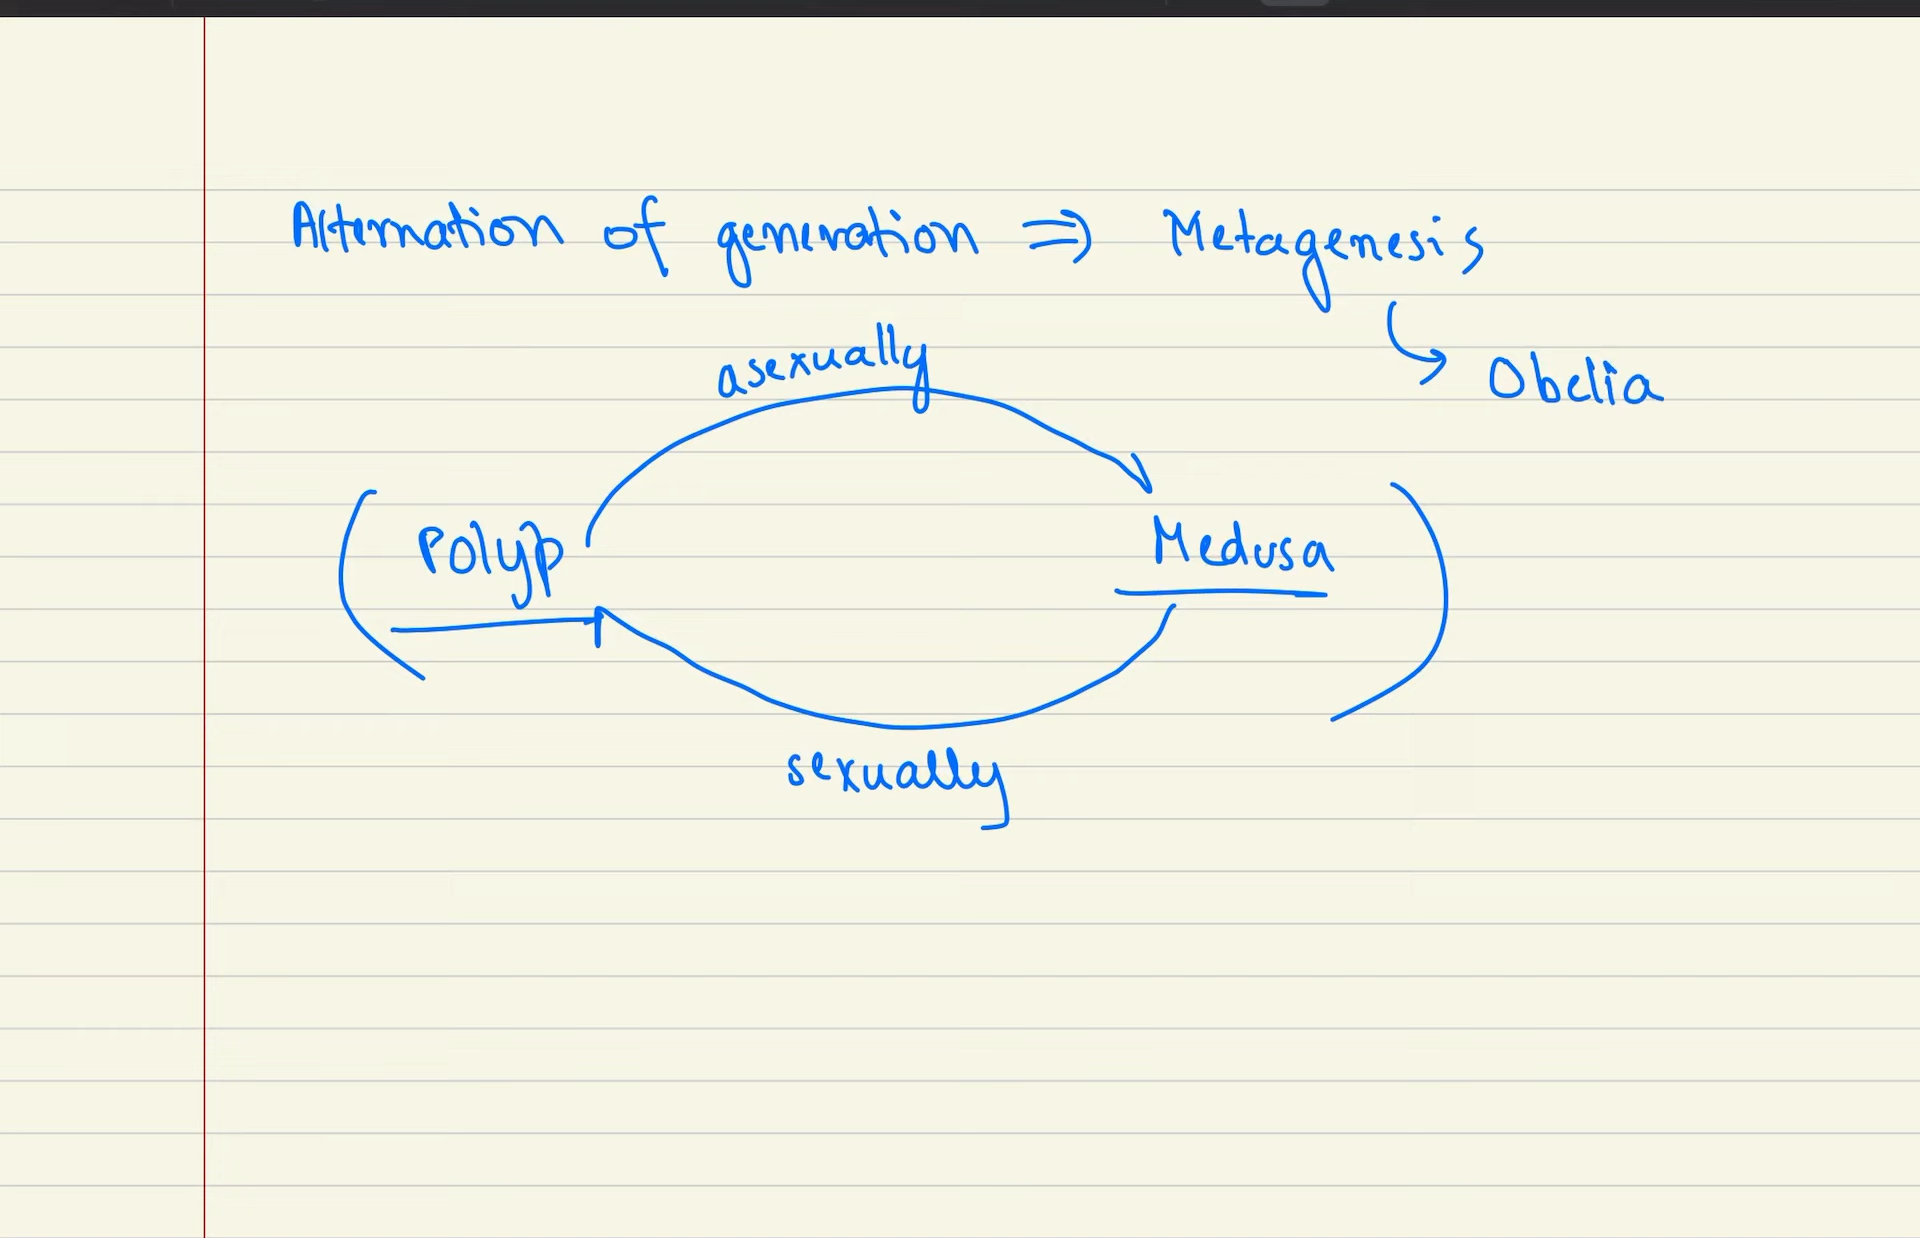 Alternation of generation ⇒ Metagenesis
Obelia
asexually
Polyp
Medusa
sexually